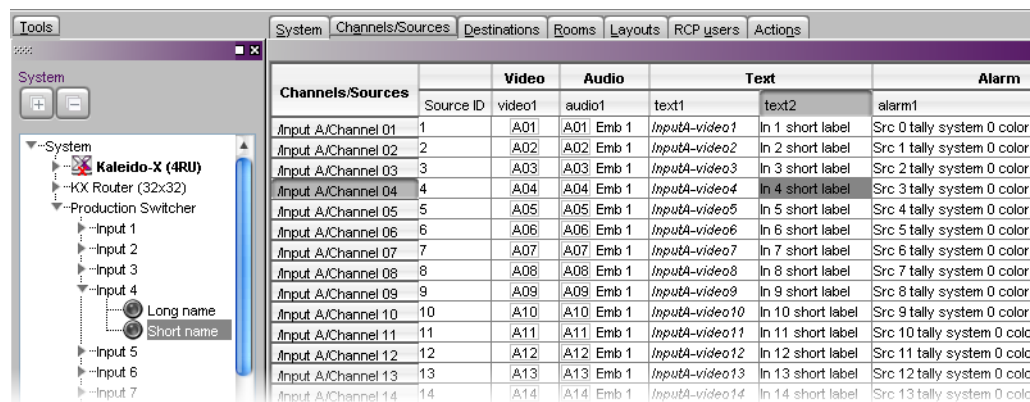 Tools
System Channels/Sources Destinations Rooms Layouts RCP users Actions
System
Channels/Sources Video Audio Text Alarm
Source ID video1 audio1 text1 text2 alarm1
System
Kaleido-X (4RU)
KX Router (32x32)
Production Switcher
Input 1
Input 2
Input 3
Input 4
Long name
Short name
Input 5
Input 6
Input 7
/Input A/Channel 01 1 A01 A01 Emb 1 InputA-video1 In 1 short label Src 0 tally system 0 color
/Input A/Channel 02 2 A02 A02 Emb 1 InputA-video2 In 2 short label Src 1 tally system 0 color
/Input A/Channel 03 3 A03 A03 Emb 1 InputA-video3 In 3 short label Src 2 tally system 0 color
/Input A/Channel 04 4 A04 A04 Emb 1 InputA-video4 In 4 short label Src 3 tally system 0 color
/Input A/Channel 05 5 A05 A05 Emb 1 InputA-video5 In 5 short label Src 4 tally system 0 color
/Input A/Channel 06 6 A06 A06 Emb 1 InputA-video6 In 6 short label Src 5 tally system 0 color
/Input A/Channel 07 7 A07 A07 Emb 1 InputA-video7 In 7 short label Src 6 tally system 0 color
/Input A/Channel 08 8 A08 A08 Emb 1 InputA-video8 In 8 short label Src 7 tally system 0 color
/Input A/Channel 09 9 A09 A09 Emb 1 InputA-video9 In 9 short label Src 8 tally system 0 color
/Input A/Channel 10 10 A10 A10 Emb 1 InputA-video10 In 10 short label Src 9 tally system 0 color
/Input A/Channel 11 11 A11 A11 Emb 1 InputA-video11 In 11 short label Src 10 tally system 0 colo
/Input A/Channel 12 12 A12 A12 Emb 1 InputA-video12 In 12 short label Src 11 tally system 0 colo
/Input A/Channel 13 13 A13 A13 Emb 1 InputA-video13 In 13 short label Src 12 tally system 0 colo
/Input A/Channel 14 14 A14 A14 Emb 1 InputA-video14 In 14 short label Src 13 tally system 0 colo